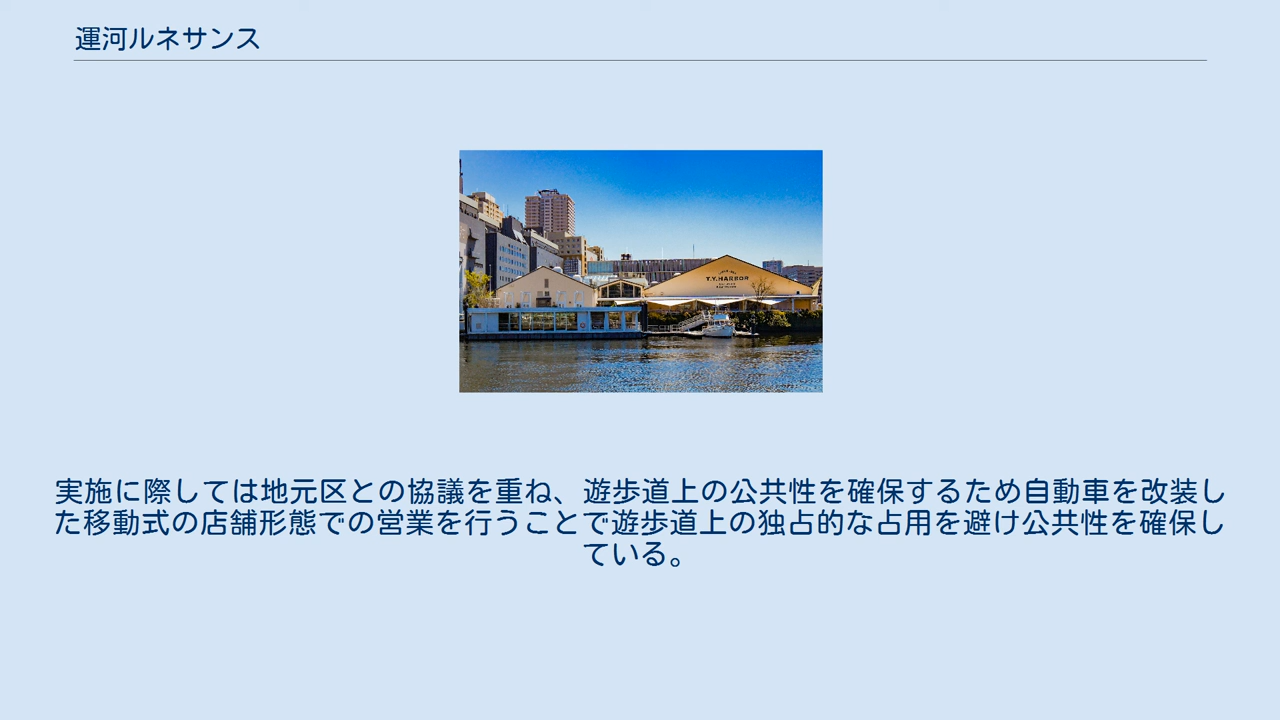 運河ルネサンス
T.Y.HARBOR
実施に際しては地元区との協議を重ね、遊歩道上の公共性を確保するため自動車を改装し
た移動式の店舗形態での営業を行うことで遊歩道上の独占的な占用を避け公共性を確保し
ている。